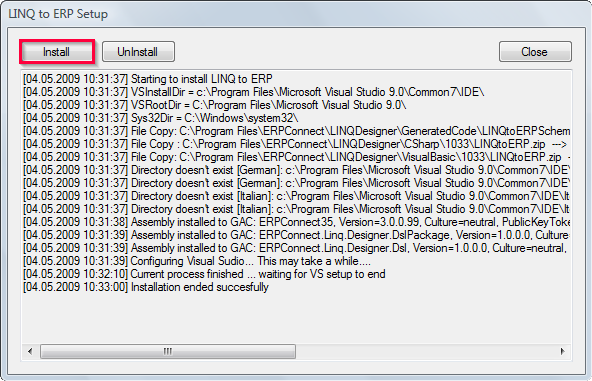 LINQ to ERP Setup
Install UnInstall Close
[04.05.2009 10:31:37] Starting to install LINQ to ERP
[04.05.2009 10:31:37] VSInstallDir = c:\Program Files\Microsoft Visual Studio 9.0\Common7\IDE\
[04.05.2009 10:31:37] VSRootDir = C:\Program Files\Microsoft Visual Studio 9.0\
[04.05.2009 10:31:37] Sys32Dir = C:\Windows\system32\
[04.05.2009 10:31:37] File Copy: C:\Program Files\ERPConnect\LINQDesigner\GeneratedCode\LINQtoERPSchem
[04.05.2009 10:31:37] File Copy : C:\Program Files\ERPConnect\LINQDesigner\CSharp\1033\LINQtoERP.zip --->
[04.05.2009 10:31:37] File Copy: C:\Program Files\ERPConnect\LINQDesigner\VisualBasic\1033\LINQtoERP.zip -
[04.05.2009 10:31:37] Directory doesn't exist [German]: c:\Program Files\Microsoft Visual Studio 9.0\Common7\IDE\
[04.05.2009 10:31:37] Directory doesn't exist [German]: c:\Program Files\Microsoft Visual Studio 9.0\Common7\IDE\
[04.05.2009 10:31:37] Directory doesn't exist [Italian]: c:\Program Files\Microsoft Visual Studio 9.0\Common7\IDE\Ite
[04.05.2009 10:31:37] Directory doesn't exist [Italian]: c:\Program Files\Microsoft Visual Studio 9.0\Common7\IDE\Ite
[04.05.2009 10:31:38] Assembly installed to GAC: ERPConnect35, Version=3.0.0.99, Culture=neutral, PublicKeyToke
[04.05.2009 10:31:39] Assembly installed to GAC: ERPConnect.Linq.Designer.DslPackage, Version=1.0.0.0, Culture
[04.05.2009 10:31:39] Assembly installed to GAC: ERPConnect.Linq.Designer.Dsl, Version=1.0.0.0, Culture=neutral,
[04.05.2009 10:31:39] Configuring Visual Sudio... This may take a while....
[04.05.2009 10:32:10] Current process finished ... waiting for VS setup to end
[04.05.2009 10:33:00] Installation ended succesfully